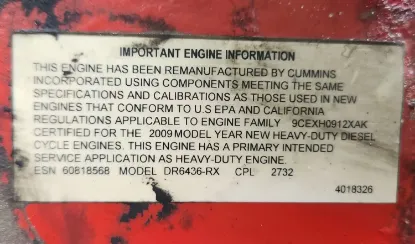 IMPORTANT ENGINE INFORMATION
THIS ENGINE HAS BEEN REMANUFACTURED BY CUMMINS
INCORPORATED USING COMPONENTS MEETING THE SAME
SPECIFICATIONS AND CALIBRATIONS AS THOSE USED IN NEW
ENGINES THAT CONFORM TO U.S EPA AND CALIFORNIA
REGULATIONS APPLICABLE TO ENGINE FAMILY 9CEXH0912XAK
CERTIFIED FOR THE 2009 MODEL YEAR NEW HEAVY-DUTY DIESEL
CYCLE ENGINES. THIS ENGINE HAS A PRIMARY INTENDED
SERVICE APPLICATION AS HEAVY-DUTY ENGINE.
ESN 60818568 MODEL DR6436-RX CPL 2732
4018326